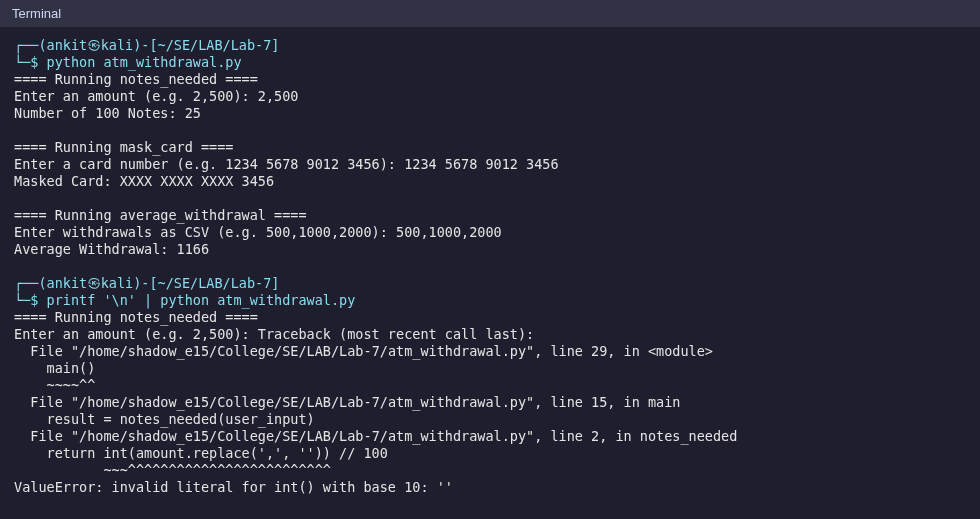 Terminal
┌──(ankit㉿kali)-[~/SE/LAB/Lab-7]
└─$ python atm_withdrawal.py
==== Running notes_needed ====
Enter an amount (e.g. 2,500): 2,500
Number of 100 Notes: 25

==== Running mask_card ====
Enter a card number (e.g. 1234 5678 9012 3456): 1234 5678 9012 3456
Masked Card: XXXX XXXX XXXX 3456

==== Running average_withdrawal ====
Enter withdrawals as CSV (e.g. 500,1000,2000): 500,1000,2000
Average Withdrawal: 1166

┌──(ankit㉿kali)-[~/SE/LAB/Lab-7]
└─$ printf '\n' | python atm_withdrawal.py
==== Running notes_needed ====
Enter an amount (e.g. 2,500): Traceback (most recent call last):
  File "/home/shadow_e15/College/SE/LAB/Lab-7/atm_withdrawal.py", line 29, in <module>
    main()
    ~~~~^^
  File "/home/shadow_e15/College/SE/LAB/Lab-7/atm_withdrawal.py", line 15, in main
    result = notes_needed(user_input)
  File "/home/shadow_e15/College/SE/LAB/Lab-7/atm_withdrawal.py", line 2, in notes_needed
    return int(amount.replace(',', '')) // 100
           ~~~^^^^^^^^^^^^^^^^^^^^^^^^^
ValueError: invalid literal for int() with base 10: ''